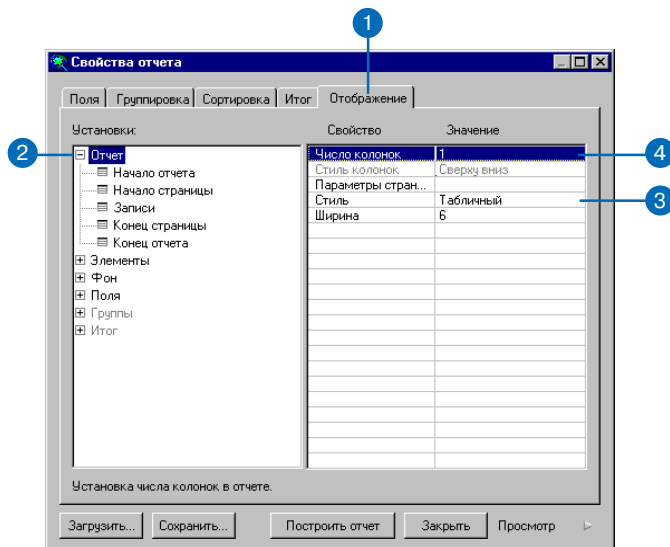 1
Свойства отчета
Поля Группировка Сортировка Итог Отображение
Установки: Свойство Значение
2 Отчет Число колонок 1 4
Начало отчета Стиль колонок Сверху вниз
Начало страницы Параметры стран...
Записи Стиль Табличный 3
Конец страницы Ширина 6
Конец отчета
Элементы
Фон
Поля
Группы
Итог
Установка числа колонок в отчете.
Загрузить... Сохранить... Построить отчет Закрыть Просмотр